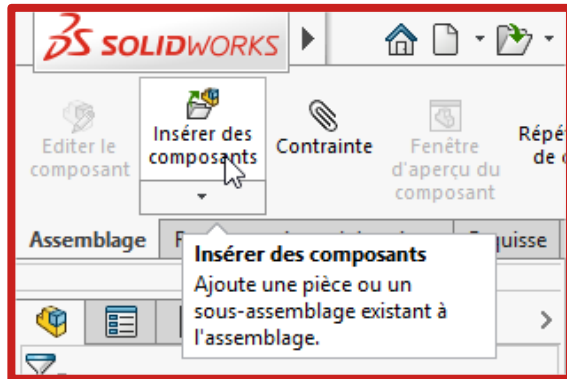 SOLIDWORKS
Editer le
composant
Insérer des
composants
Contrainte
Fenêtre
d'aperçu du
composant
Assemblage
Insérer des composants
Ajoute une pièce ou un
sous-assemblage existant à
l'assemblage.